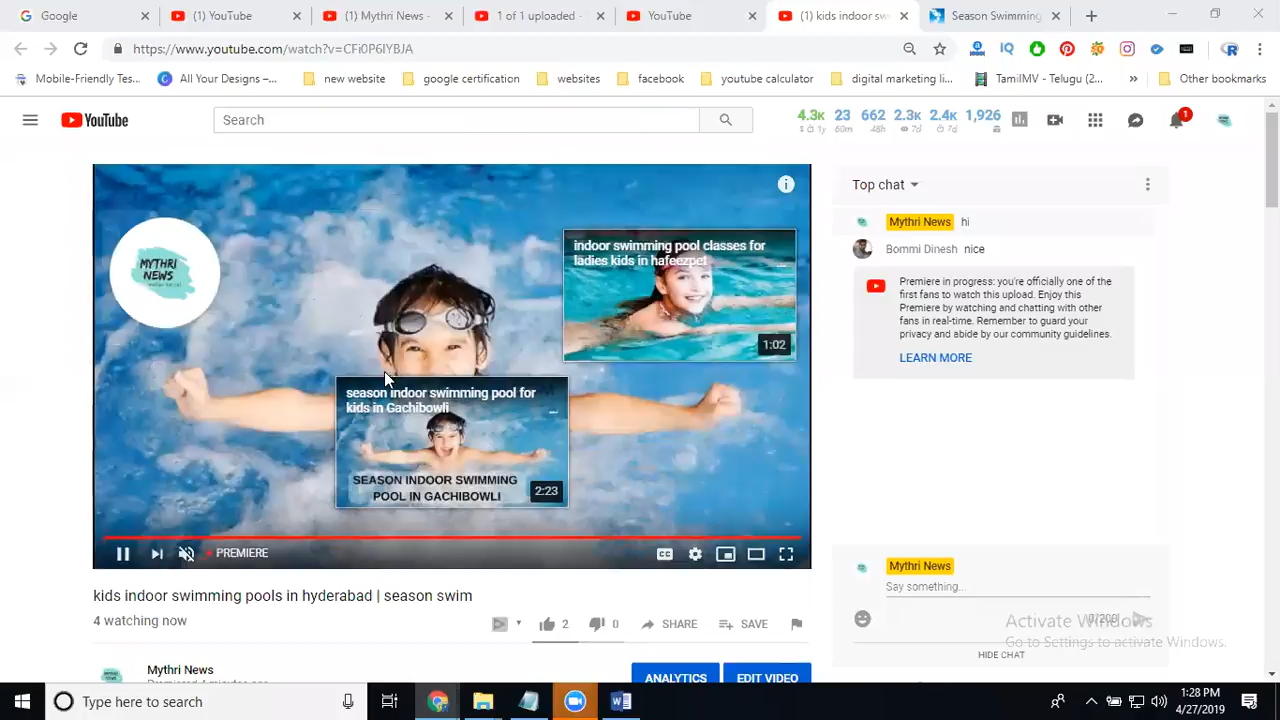 Google
(1) YouTube
(1) Mythri News -
1 of 1 uploaded -
YouTube
(1) kids indoor sw
Season Swimming
https://www.youtube.com/watch?v=CFi0P6IYBJA
Mobile-Friendly Tes...
All Your Designs –...
new website
google certification
websites
facebook
youtube calculator
digital marketing li...
TamilMV - Telugu (2...
»
Other bookmarks
YouTube
Search
4.3K 23 662 2.3K 2.4K 1,926
1y 60m 48h 7d 7d
1
MYTHRI
NEWS
indoor swimming pool classes for
ladies kids in hafeezpet
1:02
season indoor swimming pool for
kids in Gachibowli
SEASON INDOOR SWIMMING
POOL IN GACHIBOWLI
2:23
PREMIERE
kids indoor swimming pools in hyderabad | season swim
4 watching now
2
0
SHARE
SAVE
Mythri News
ANALYTICS
EDIT VIDEO
Top chat
Mythri News hi
Bommi Dinesh nice
Premiere in progress: you're officially one of the
first fans to watch this upload. Enjoy this
Premiere by watching and chatting with other
fans in real-time. Remember to guard your
privacy and abide by our community guidelines.
LEARN MORE
Mythri News
Say something...
0/200
HIDE CHAT
Activate Windows
Go to Settings to activate Windows.
Type here to search
1:28 PM
4/27/2019